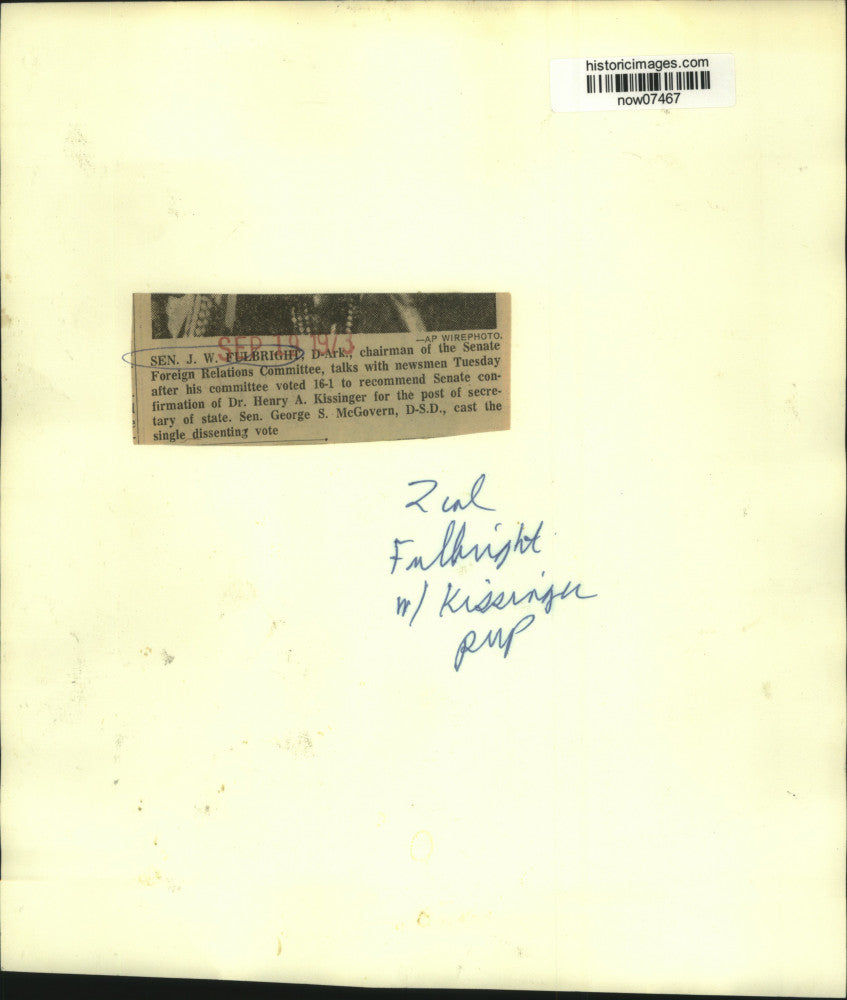 historicimages.com
now07467
—AP WIREPHOTO.
SEP 19 1973
SEN. J. W. FULBRIGHT, D-Ark., chairman of the Senate
Foreign Relations Committee, talks with newsmen Tuesday
after his committee voted 16-1 to recommend Senate con-
firmation of Dr. Henry A. Kissinger for the post of secre-
tary of state. Sen. George S. McGovern, D-S.D., cast the
single dissenting vote
2 col
Fulbright
w/ Kissinger